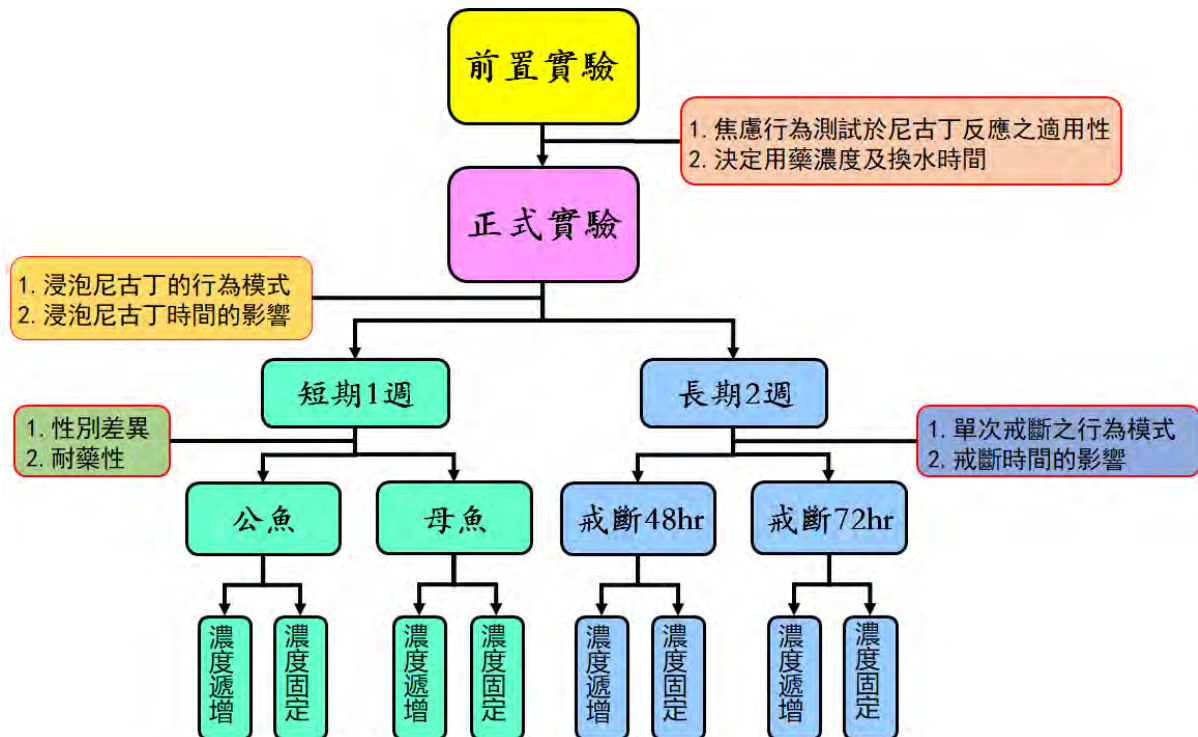 前置實驗
1. 焦慮行為測試於尼古丁反應之適用性
2. 決定用藥濃度及換水時間
正式實驗
1. 浸泡尼古丁的行為模式
2. 浸泡尼古丁時間的影響
短期1週
長期2週
1. 性別差異
2. 耐藥性
1. 單次戒斷之行為模式
2. 戒斷時間的影響
公魚
母魚
戒斷48hr
戒斷72hr
濃度遞增
濃度固定
濃度遞增
濃度固定
濃度遞增
濃度固定
濃度遞增
濃度固定